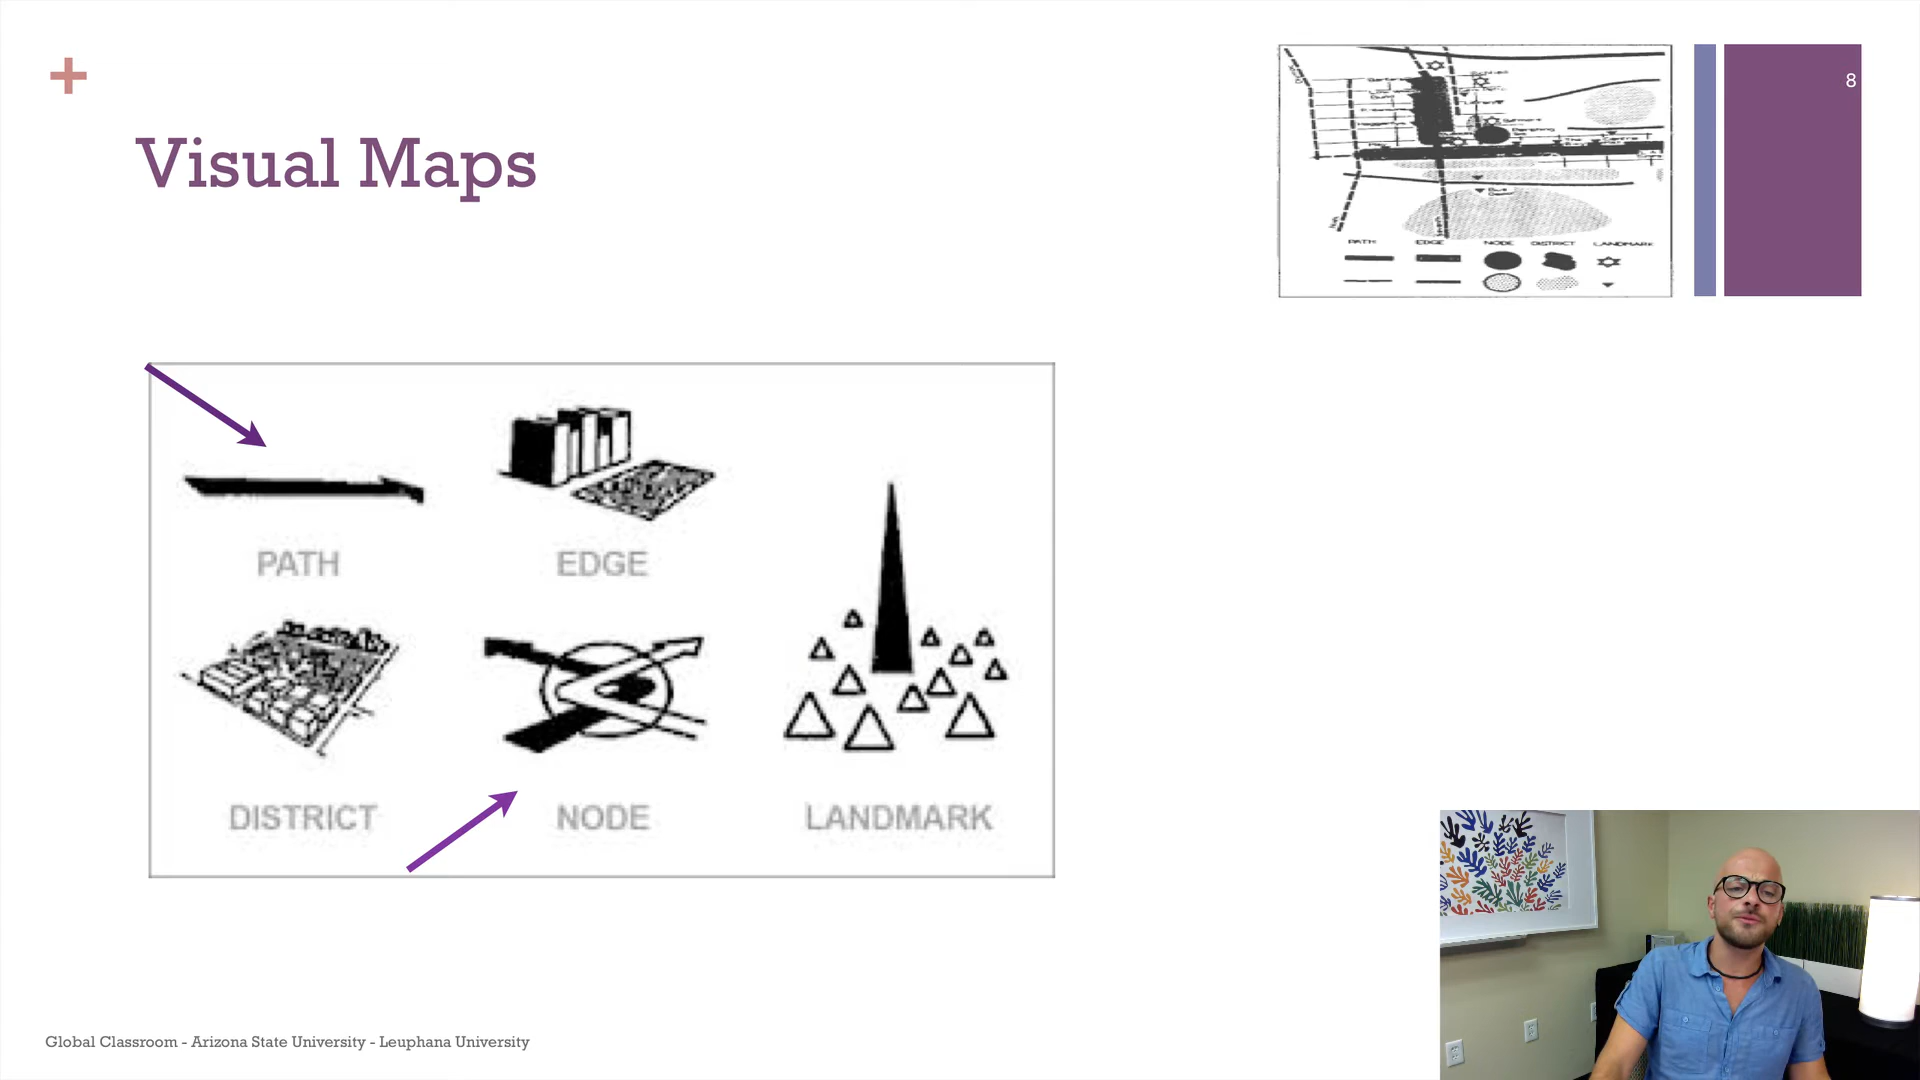 8
Visual Maps
PATH EDGE NODE DISTRICT LANDMARK
PATH EDGE
DISTRICT NODE LANDMARK
Global Classroom - Arizona State University - Leuphana University